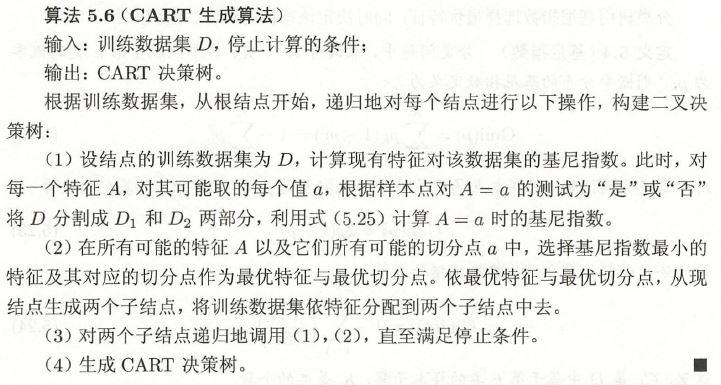 算法 5.6（CART 生成算法）
输入：训练数据集 D，停止计算的条件；
输出：CART 决策树。
根据训练数据集，从根结点开始，递归地对每个结点进行以下操作，构建二叉决
策树：
（1）设结点的训练数据集为 D，计算现有特征对该数据集的基尼指数。此时，对
每一个特征 A，对其可能取的每个值 a，根据样本点对 A = a 的测试为“是”或“否”
将 D 分割成 D₁ 和 D₂ 两部分，利用式 (5.25) 计算 A = a 时的基尼指数。
（2）在所有可能的特征 A 以及它们所有可能的切分点 a 中，选择基尼指数最小的
特征及其对应的切分点作为最优特征与最优切分点。依最优特征与最优切分点，从现
结点生成两个子结点，将训练数据集依特征分配到两个子结点中去。
（3）对两个子结点递归地调用（1），（2），直至满足停止条件。
（4）生成 CART 决策树。